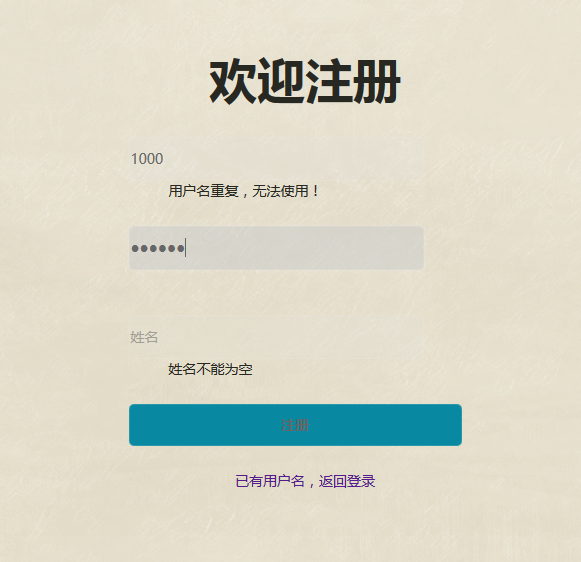 欢迎注册
1000
用户名重复，无法使用！
●●●●●●
姓名
姓名不能为空
注册
已有用户名，返回登录